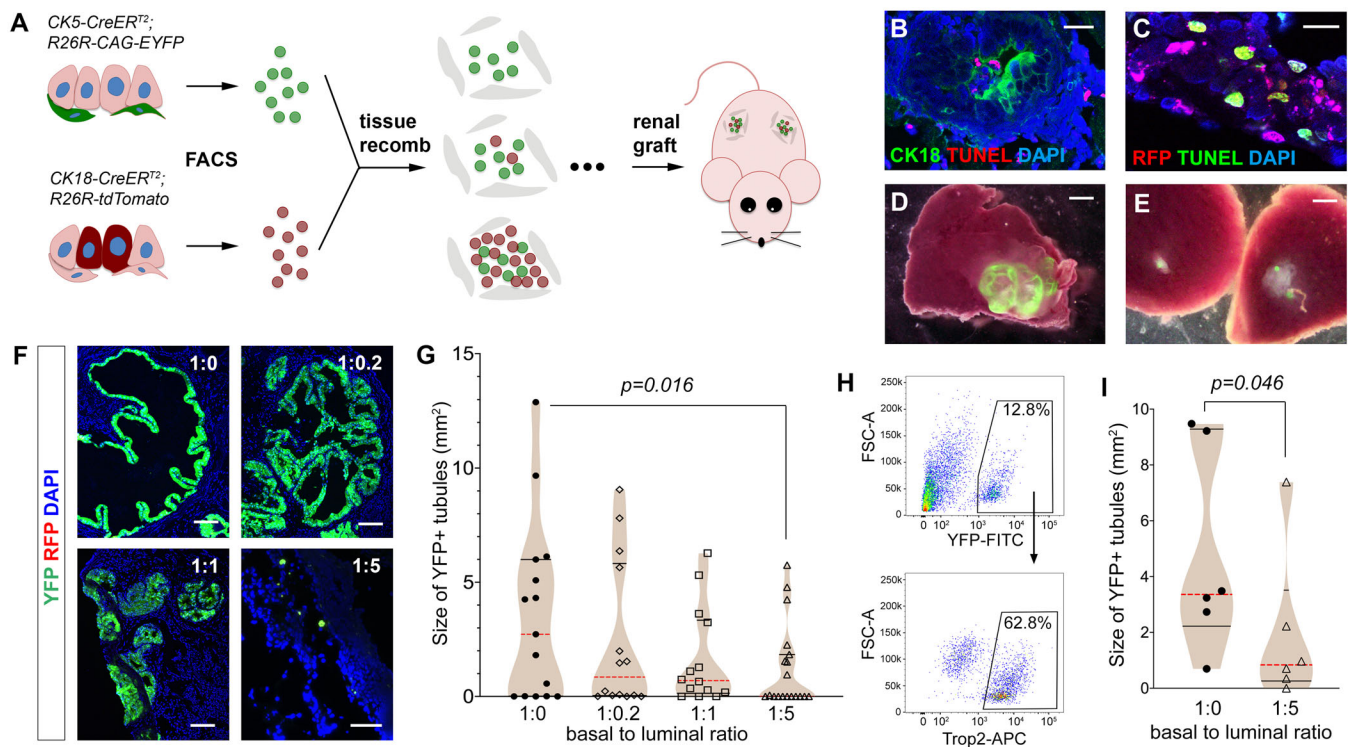 A
CK5-CreER^T2;
R26R-CAG-EYFP
FACS
CK18-CreER^T2;
R26R-tdTomato
tissue
recomb
renal
graft
B
CK18 TUNEL DAPI
C
RFP TUNEL DAPI
D
E
F
YFP RFP DAPI
1:0
1:0.2
1:1
1:5
G
Size of YFP+ tubules (mm²)
15
10
5
0
p=0.016
1:0 1:0.2 1:1 1:5
basal to luminal ratio
H
FSC-A
250k
200k
150k
100k
50k
0
12.8%
0 10² 10³ 10⁴ 10⁵
YFP-FITC
FSC-A
250k
200k
150k
100k
50k
0
62.8%
0 10² 10³ 10⁴ 10⁵
Trop2-APC
I
p=0.046
Size of YFP+ tubules (mm²)
10
8
6
4
2
0
1:0 1:5
basal to luminal ratio